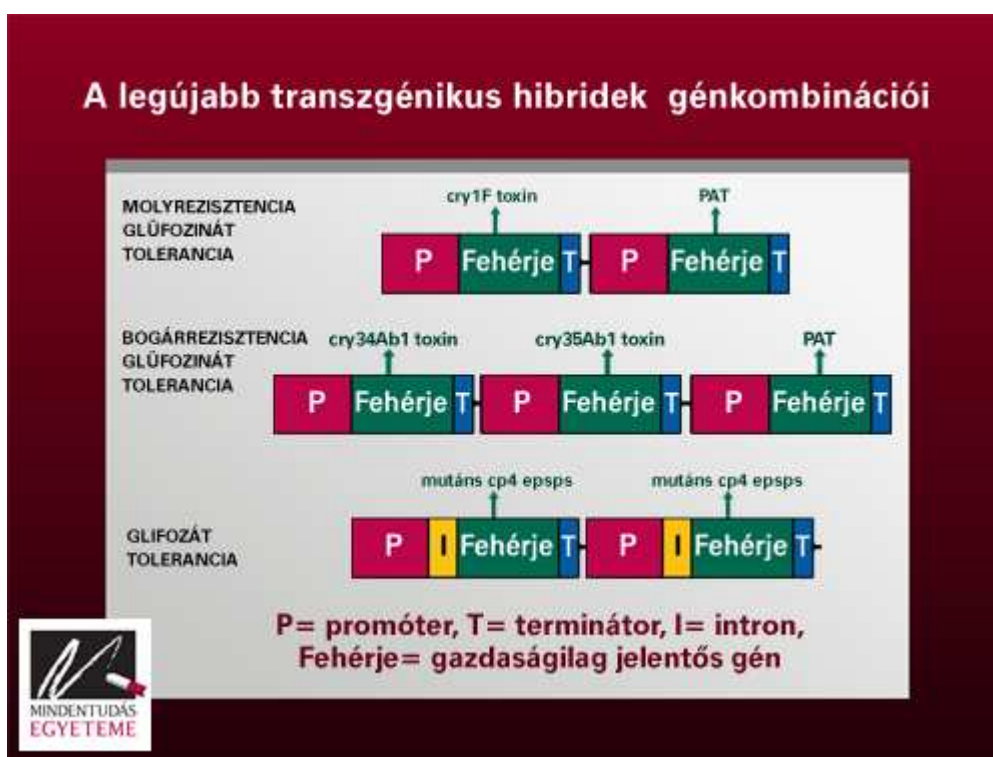 A legújabb transzgénikus hibridek génkombinációi
MOLYREZISZTENCIA
GLÜFOZINÁT
TOLERANCIA
cry1F toxin PAT
P Fehérje T P Fehérje T
BOGÁRREZISZTENCIA
GLÜFOZINÁT
TOLERANCIA
cry34Ab1 toxin cry35Ab1 toxin PAT
P Fehérje T P Fehérje T P Fehérje T
GLIFOZÁT
TOLERANCIA
mutáns cp4 epsps mutáns cp4 epsps
P I Fehérje T P I Fehérje T
P= promóter, T= terminátor, I= intron,
Fehérje= gazdaságilag jelentős gén
MINDENTUDÁS
EGYETEME